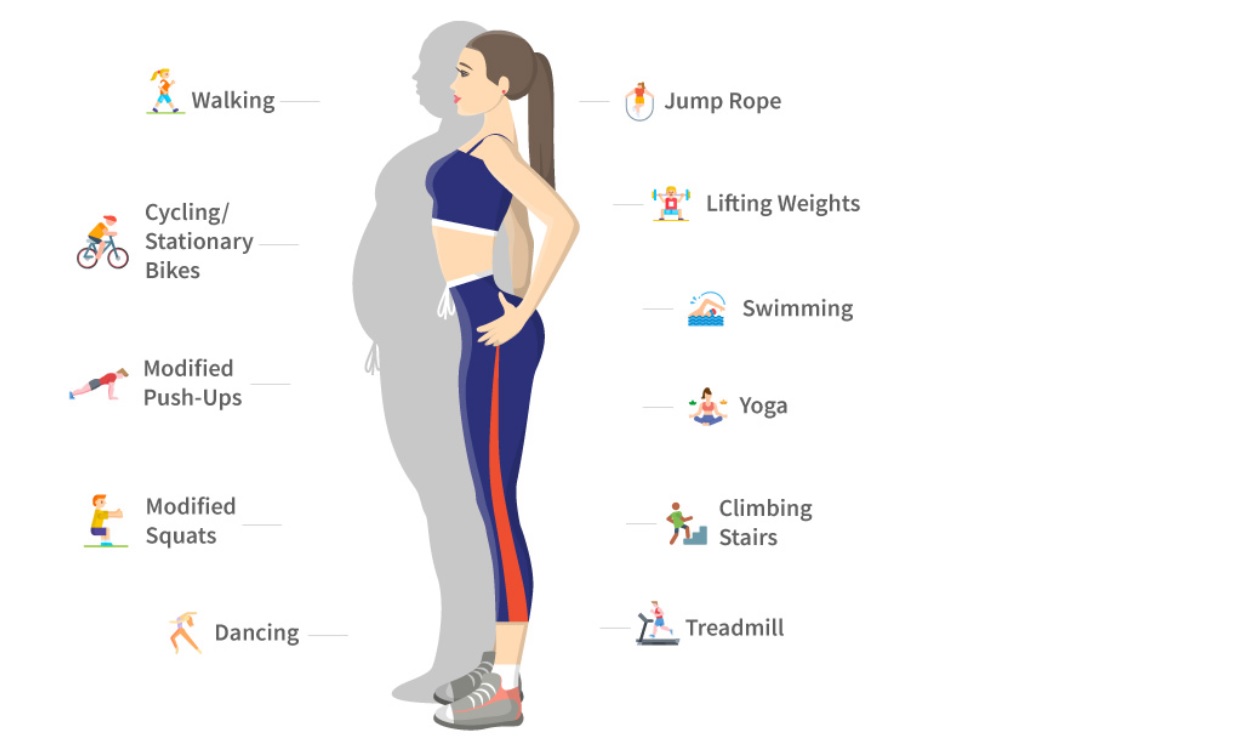 Walking
Cycling/
Stationary
Bikes
Modified
Push-Ups
Modified
Squats
Dancing
Jump Rope
Lifting Weights
Swimming
Yoga
Climbing
Stairs
Treadmill